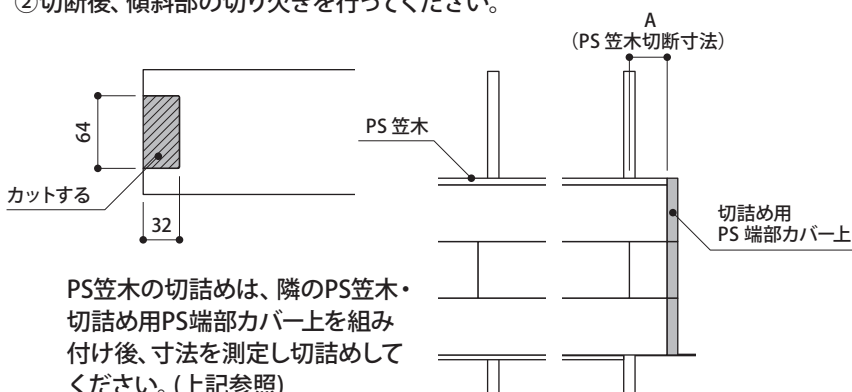 ②切断後、傾斜部の切り欠きを行ってください。
A
（PS 笠木切断寸法）
64
PS 笠木
カットする
32
切詰め用
PS 端部カバー上
PS笠木の切詰めは、隣のPS笠木・
切詰め用PS端部カバー上を組み
付け後、寸法を測定し切詰めして
ください。(上記参照)